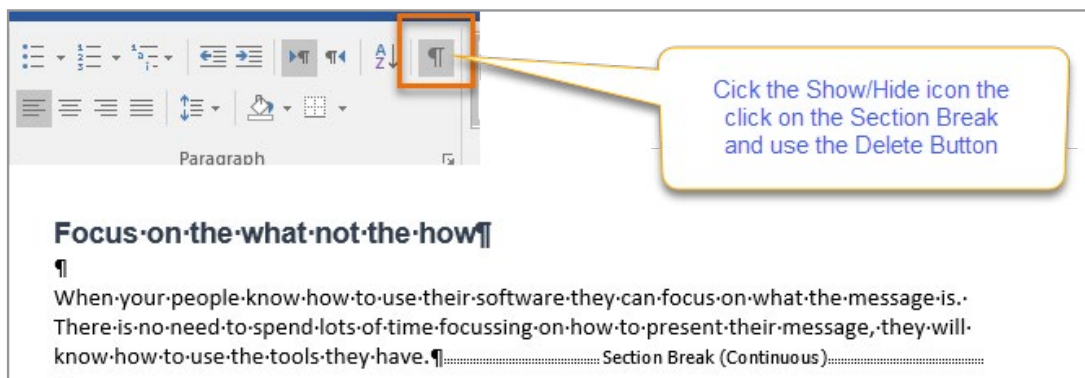 Cick the Show/Hide icon the
click on the Section Break
and use the Delete Button
Paragraph
Focus·on·the·what·not·the·how¶
¶
When·your·people·know·how·to·use·their·software·they·can·focus·on·what·the·message·is.·
There·is·no·need·to·spend·lots·of·time·focussing·on·how·to·present·their·message,·they·will·
know·how·to·use·the·tools·they·have.¶ Section Break (Continuous)